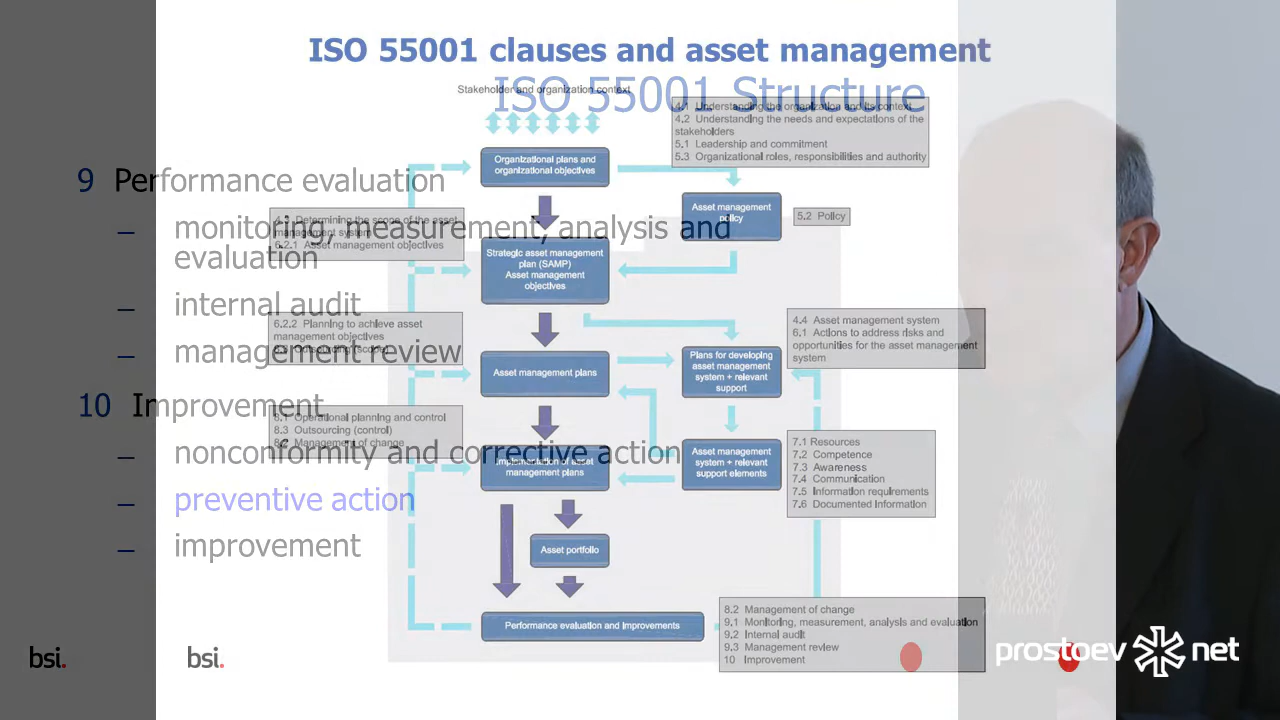 ISO 55001 clauses and asset management
ISO 55001 Structure
Stakeholder and organization context
4.1 Understanding the organization and its context
4.2 Understanding the needs and expectations of the
stakeholders
5.1 Leadership and commitment
5.3 Organizational roles, responsibilities and authority
Organizational plans and
organizational objectives
Asset management
policy
5.2 Policy
9 Performance evaluation
– monitoring, measurement, analysis and
evaluation
– internal audit
– management review
10 Improvement
– nonconformity and corrective action
– preventive action
– improvement
Determining the scope of the asset
management system
6.2.1 Asset management objectives
Strategic asset management
plan (SAMP)
Asset management
objectives
6.2.2 Planning to achieve asset
management objectives
Outsourcing (scope)
4.4 Asset management system
6.1 Actions to address risks and
opportunities for the asset management
system
Asset management plans
Plans for developing
asset management
system + relevant
support
8.1 Operational planning and control
8.3 Outsourcing (control)
8.2 Management of change
Implementation of asset
management plans
Asset management
system + relevant
support elements
7.1 Resources
7.2 Competence
7.3 Awareness
7.4 Communication
7.5 Information requirements
7.6 Documented Information
Asset portfolio
Performance evaluation and improvements
8.2 Management of change
9.1 Monitoring, measurement, analysis and evaluation
9.2 Internal audit
9.3 Management review
10 Improvement
bsi.
bsi.
prostoev net